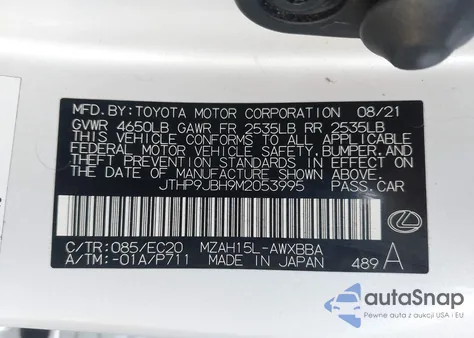 MFD.BY:TOYOTA MOTOR CORPORATION 08/21
GVWR 4650LB GAWR FR 2535LB RR 2535LB
THIS VEHICLE CONFORMS TO ALL APPLICABLE
FEDERAL MOTOR VEHICLE SAFETY,BUMPER,AND
THEFT PREVENTION STANDARDS IN EFFECT ON
THE DATE OF MANUFACTURE SHOWN ABOVE.
JTHP9JBH9M2053995 PASS.CAR
C/TR:085/EC20 MZAH15L-AWXBBA
A/TM:-01A/P711 MADE IN JAPAN 489 A
autoSnap
Pewne auta z aukcji USA i EU